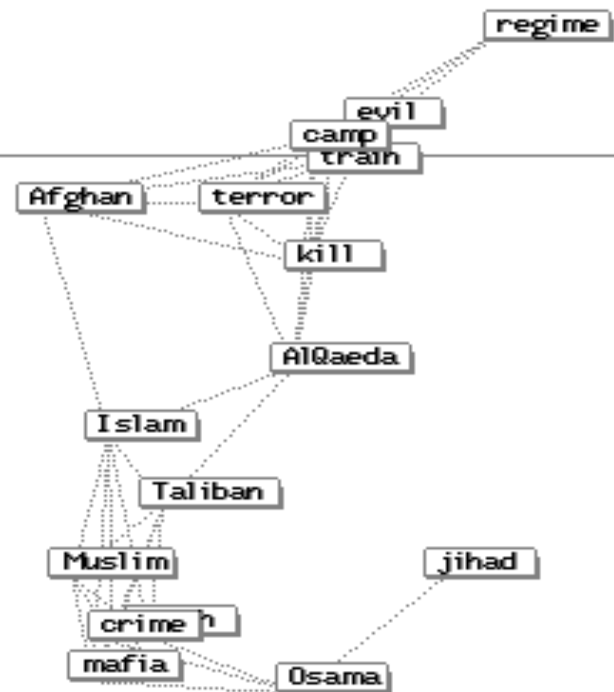 regime
evil
camp
train
Afghan
terror
kill
AlQaeda
Islam
Taliban
Muslim
jihad
crime
mafia
Osama